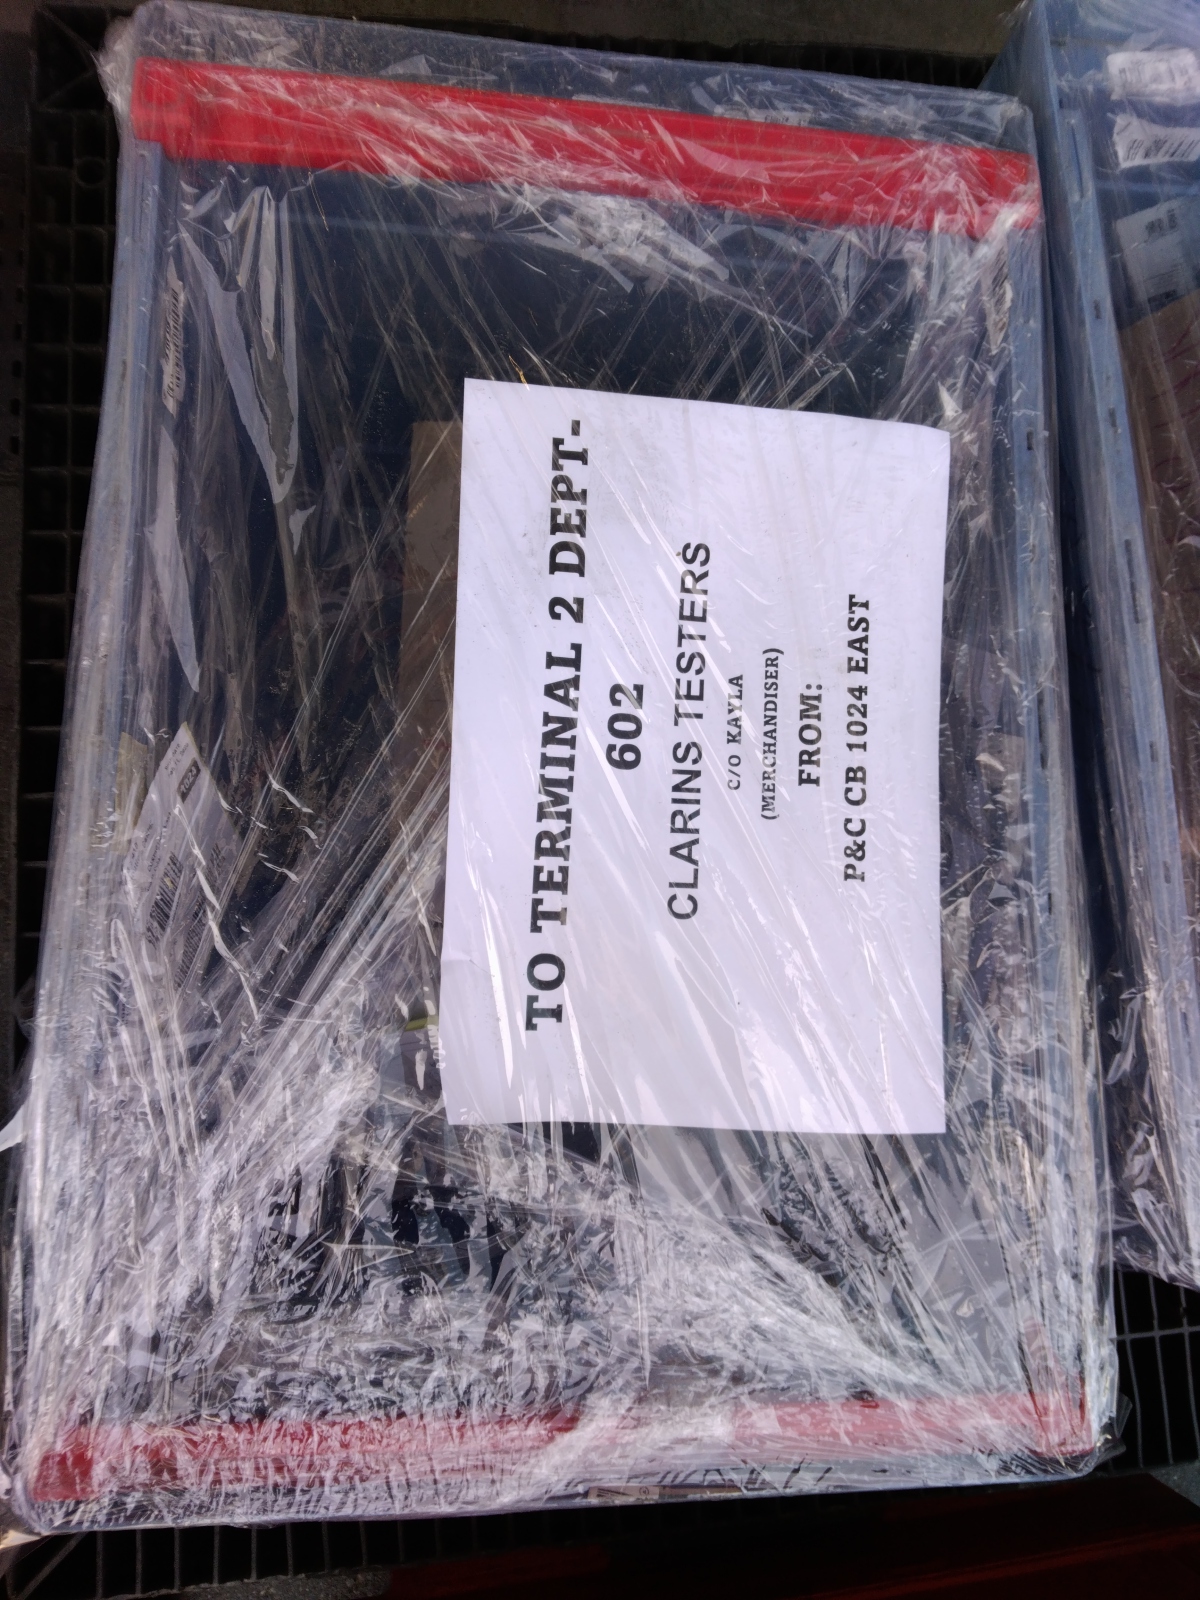 TO TERMINAL 2 DEPT-
602
CLARINS TESTERS
C/O KAYLA
(MERCHANDISER)
FROM:
P&C CB 1024 EAST